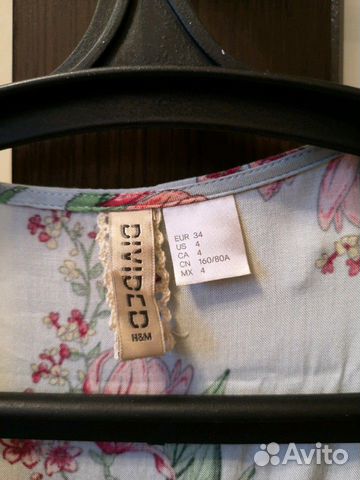 DIVIDED
H&M
EUR 34
US 4
CA 4
CN 160/80A
MX 4
Avito